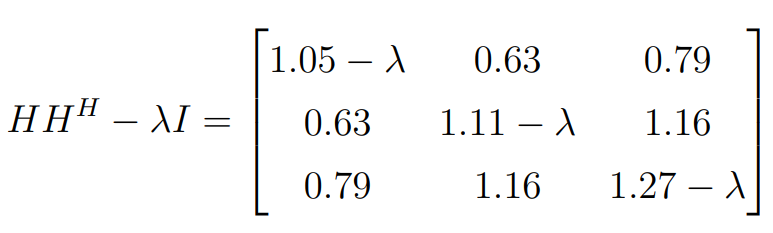 HH^H − λI = [1.05 − λ 0.63 0.79
0.63 1.11 − λ 1.16
0.79 1.16 1.27 − λ]